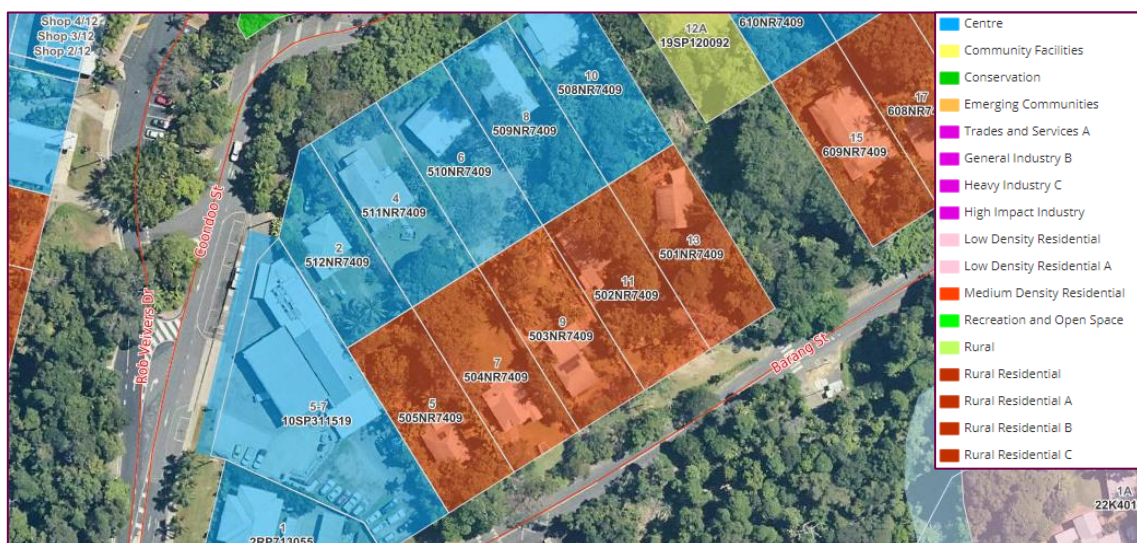 Shop 4/12
Shop 3/12
Shop 2/12
12A
19SP120092
610NR7409
10
508NR7409
8
509NR7409
6
510NR7409
4
511NR7409
2
512NR7409
15
609NR7409
17
608NR74
13
501NR7409
11
502NR7409
9
503NR7409
7
504NR7409
5
505NR7409
5-7
10SP311519
1
2RP713055
1A
22K401
Coondoo St
Rob Veivers Dr
Barang St
Centre
Community Facilities
Conservation
Emerging Communities
Trades and Services A
General Industry B
Heavy Industry C
High Impact Industry
Low Density Residential
Low Density Residential A
Medium Density Residential
Recreation and Open Space
Rural
Rural Residential
Rural Residential A
Rural Residential B
Rural Residential C